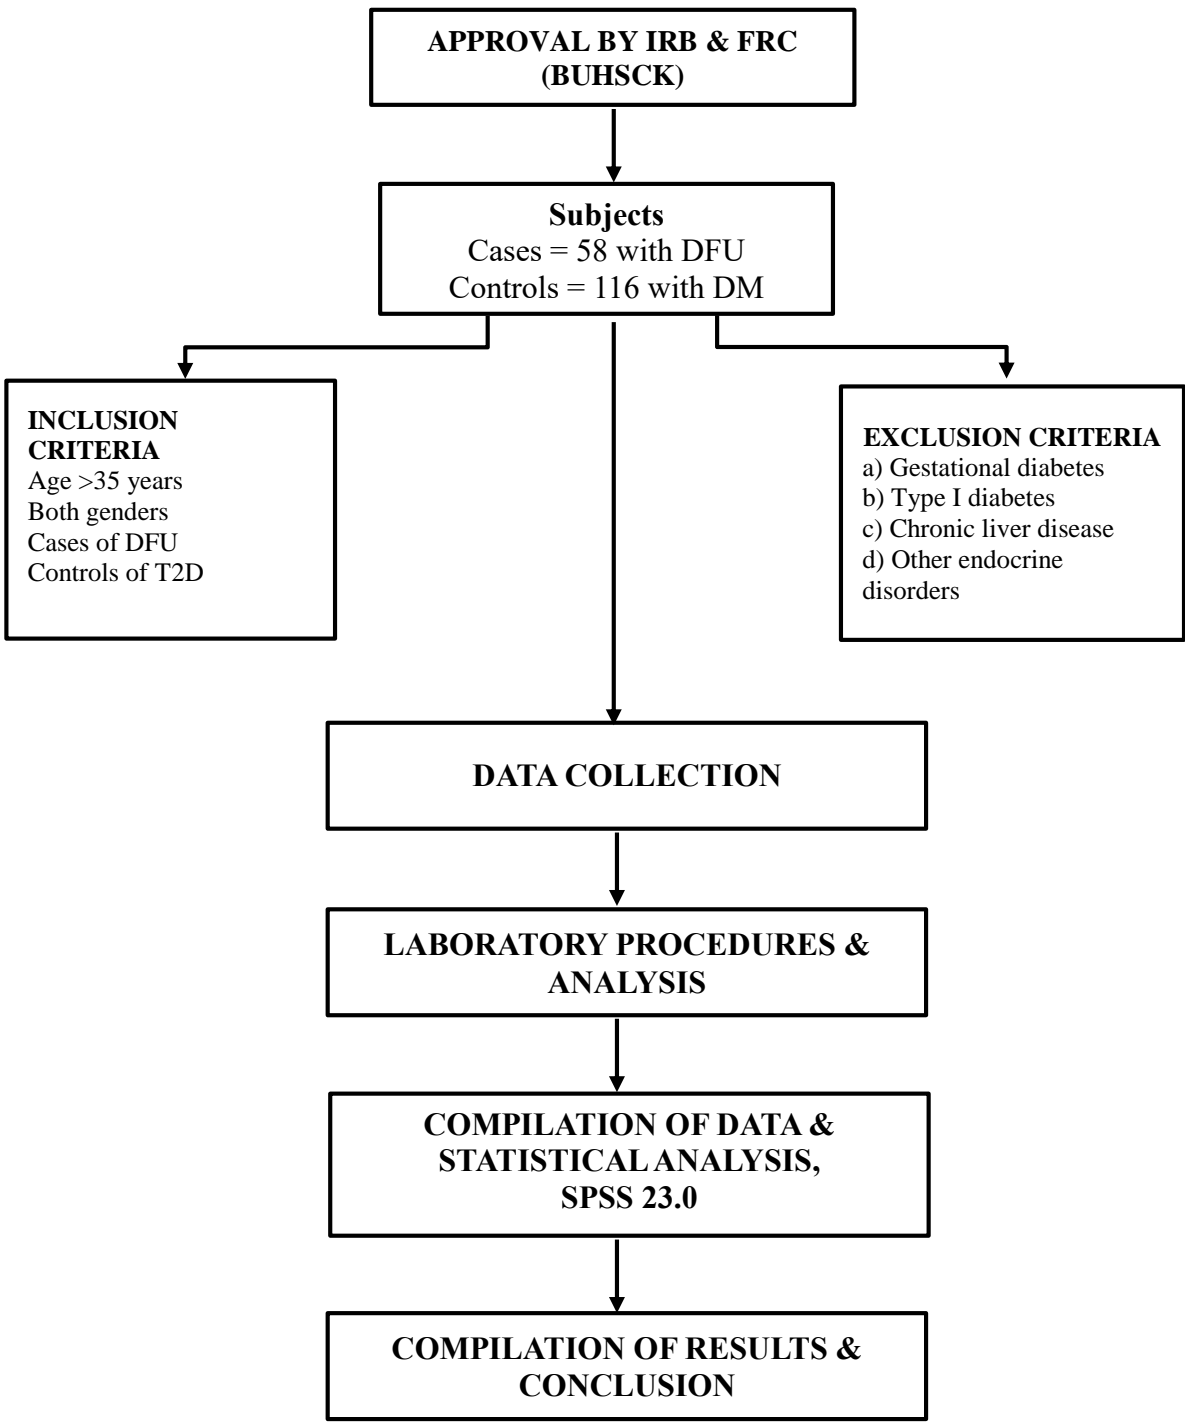 APPROVAL BY IRB & FRC
(BUHSCK)
Subjects
Cases = 58 with DFU
Controls = 116 with DM
INCLUSION
CRITERIA
Age >35 years
Both genders
Cases of DFU
Controls of T2D
EXCLUSION CRITERIA
a) Gestational diabetes
b) Type I diabetes
c) Chronic liver disease
d) Other endocrine
disorders
DATA COLLECTION
LABORATORY PROCEDURES &
ANALYSIS
COMPILATION OF DATA &
STATISTICAL ANALYSIS,
SPSS 23.0
COMPILATION OF RESULTS &
CONCLUSION